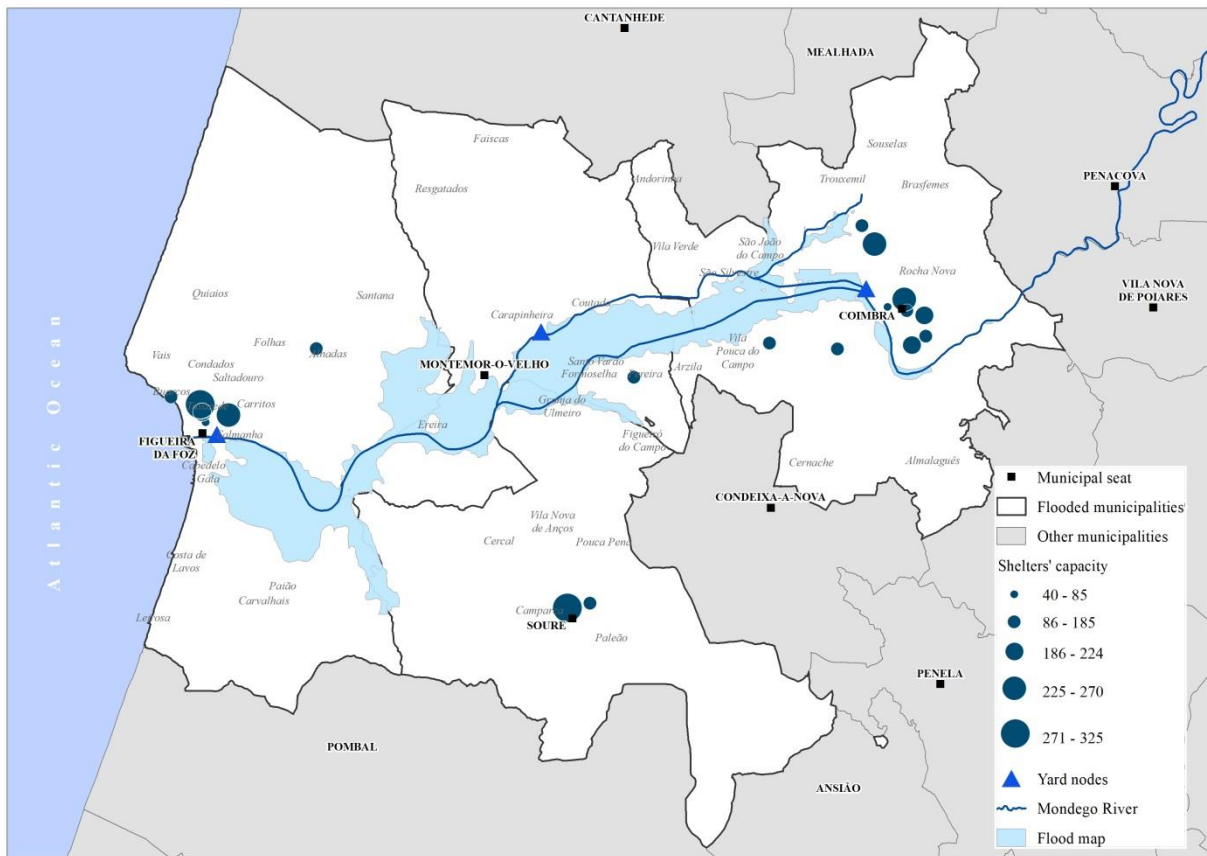 CANTANHEDE
MEALHADA
Faiscas
Souselas
Resgatados
Andorinha
Trouxemil
Brasfemes
PENACOVA
Vila Verde
São João
do Campo
São Silvestre
Rocha Nova
Quiaios
Santana
Coutada
VILA NOVA
DE POIARES
Carapinheira
COIMBRA
Vais
Folhas
Condados
Saltadouro
MONTEMOR-O-VELHO
Santo Varão
Formoselha
Pereira
Arzila
Vila
Pouca do
Campo
Carritos
Granja do
Ulmeiro
Ereira
FIGUEIRA
DA FOZ
Figueiró
do Campo
Cabedelo
Gala
Cernache
Almalaguês
CONDEIXA-A-NOVA
Atlantic Ocean
Vila Nova
de Anços
Cercal
Pouca Pena
Costa de
Lavos
Paião
Carvalhais
Leirosa
SOURE
Paleão
PENELA
POMBAL
ANSIÃO
Municipal seat
Flooded municipalities
Other municipalities
Shelters' capacity
40 - 85
86 - 185
186 - 224
225 - 270
271 - 325
Yard nodes
Mondego River
Flood map